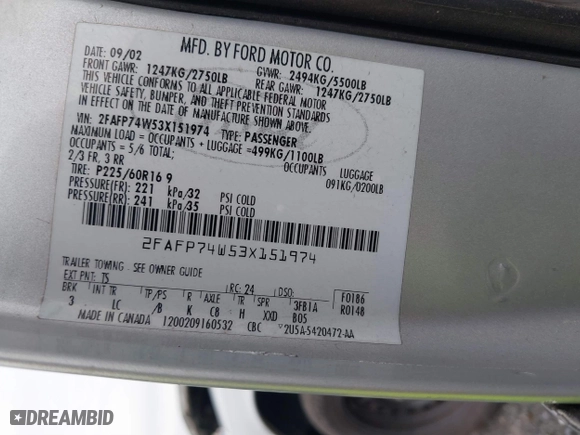 MFD. BY FORD MOTOR CO.
DATE: 09/02 GVWR: 2494KG/5500LB
FRONT GAWR: 1247KG/2750LB REAR GAWR: 1247KG/2750LB
THIS VEHICLE CONFORMS TO ALL APPLICABLE FEDERAL MOTOR
VEHICLE SAFETY, BUMPER, AND THEFT PREVENTION STANDARDS
IN EFFECT ON THE DATE OF MANUFACTURE SHOWN ABOVE.
VIN: 2FAFP74W53X151974 TYPE: PASSENGER
MAXIMUM LOAD = OCCUPANTS + LUGGAGE =499KG/1100LB
OCCUPANTS = 5/6 TOTAL; OCCUPANTS LUGGAGE
2/3 FR, 3 RR 091KG/0200LB
TIRE: P225/60R16 9
PRESSURE(FR): 221 kPa/32 PSI COLD
PRESSURE(RR): 241 kPa/35 PSI COLD
2FAFP74W53X151974
TRAILER TOWING - SEE OWNER GUIDE
EXT PNT: TS RC: 24 DSO: F0186
BRK INT TR TP/PS R AXLE TR SPR 3FB1A R0148
3 LC /B K C8 H XXD B05
MADE IN CANADA 1200209160532 CBC V2U5A-5420472-AA
DREAMBID